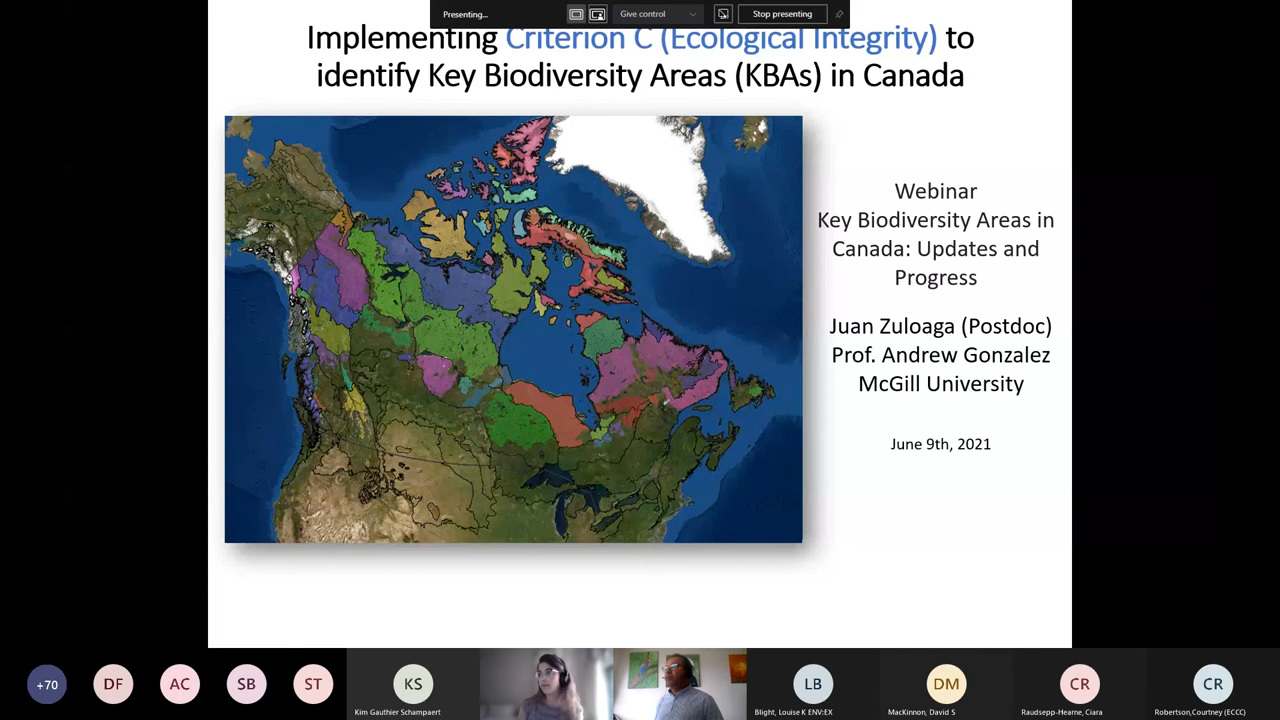 Presenting...
Give control
Stop presenting
Implementing Criterion C (Ecological Integrity) to
identify Key Biodiversity Areas (KBAs) in Canada
Webinar
Key Biodiversity Areas in
Canada: Updates and
Progress
Juan Zuloaga (Postdoc)
Prof. Andrew Gonzalez
McGill University
June 9th, 2021
+70
DF
AC
SB
ST
KS
LB
DM
CR
CR
Kim Gauthier Schampaert
Blight, Louise K ENV:EX
MacKinnon, David S
Raudsepp-Hearne, Ciara
Robertson,Courtney (ECCC)